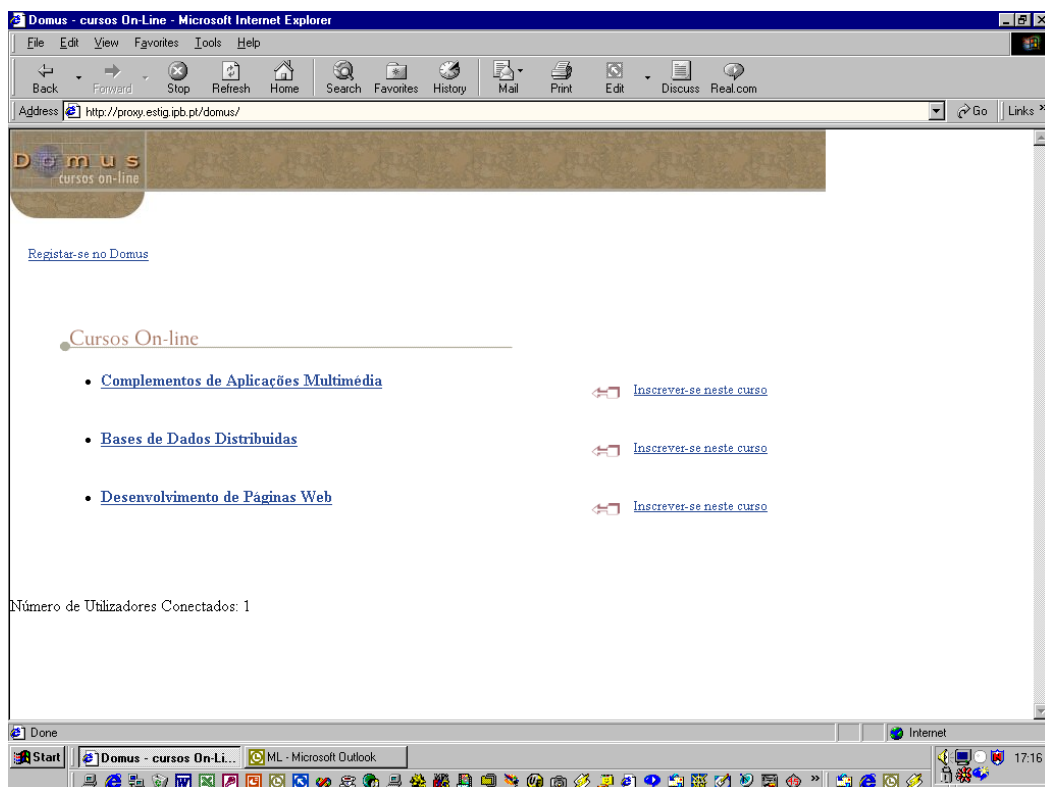 Domus - cursos On-Line - Microsoft Internet Explorer
File Edit View Favorites Tools Help
Back Forward Stop Refresh Home Search Favorites History Mail Print Edit Discuss Real.com
Address http://proxy.estig.ipb.pt/domus/ Go Links »
Domus
cursos on-line
Registar-se no Domus
Cursos On-line
• Complementos de Aplicações Multimédia
Inscrever-se neste curso
• Bases de Dados Distribuidas
Inscrever-se neste curso
• Desenvolvimento de Páginas Web
Inscrever-se neste curso
Número de Utilizadores Conectados: 1
Done Internet
Start Domus - cursos On-Li... ML - Microsoft Outlook 17:16